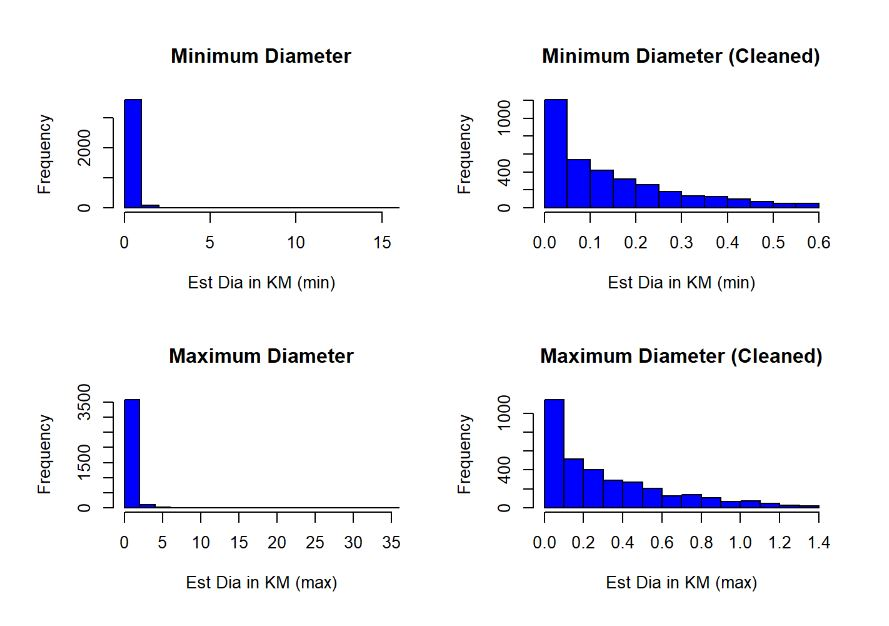 Minimum Diameter
Frequency
0 2000
0 5 10 15
Est Dia in KM (min)
Minimum Diameter (Cleaned)
Frequency
0 400 1000
0.0 0.1 0.2 0.3 0.4 0.5 0.6
Est Dia in KM (min)
Maximum Diameter
Frequency
0 1500 3500
0 5 10 15 20 25 30 35
Est Dia in KM (max)
Maximum Diameter (Cleaned)
Frequency
0 400 1000
0.0 0.2 0.4 0.6 0.8 1.0 1.2 1.4
Est Dia in KM (max)